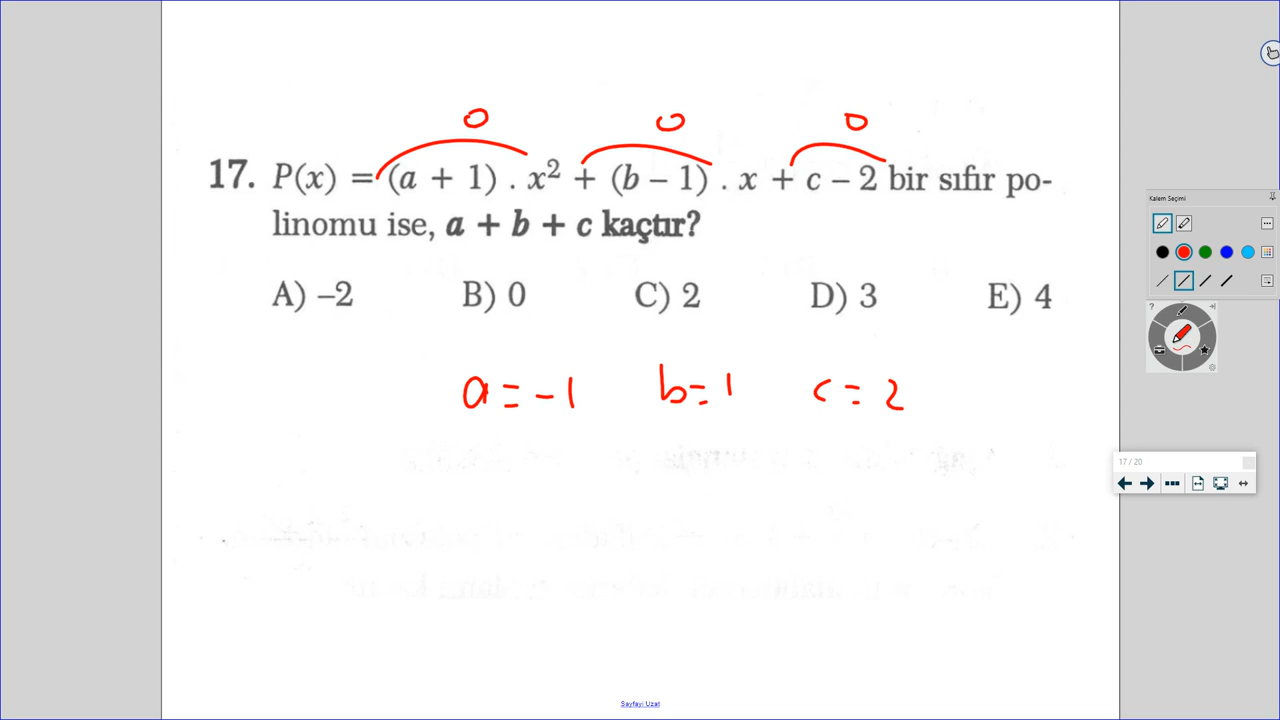 0 0 0
17. P(x) = (a + 1) . x² + (b – 1) . x + c – 2 bir sıfır po-
linomu ise, a + b + c kaçtır?
A) –2 B) 0 C) 2 D) 3 E) 4
a = -1 b = 1 c = 2
Kalem Seçimi
?
17 / 20
Sayfayı Uzat